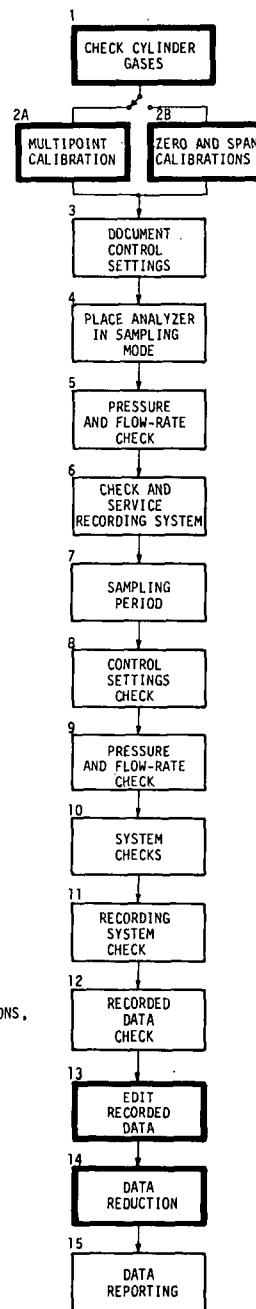 1
CHECK CYLINDER
GASES
2A
MULTIPOINT
CALIBRATION
2B
ZERO AND SPAN
CALIBRATIONS
3
DOCUMENT
CONTROL
SETTINGS
4
PLACE ANALYZER
IN SAMPLING
MODE
5
PRESSURE
AND FLOW-RATE
CHECK
6
CHECK AND
SERVICE
RECORDING SYSTEM
7
SAMPLING
PERIOD
8
CONTROL
SETTINGS
CHECK
9
PRESSURE
AND FLOW-RATE
CHECK
10
SYSTEM
CHECKS
11
RECORDING
SYSTEM
CHECK
12
RECORDED
DATA
CHECK
ONS,
13
EDIT
RECORDED
DATA
14
DATA
REDUCTION
15
DATA
REPORTING